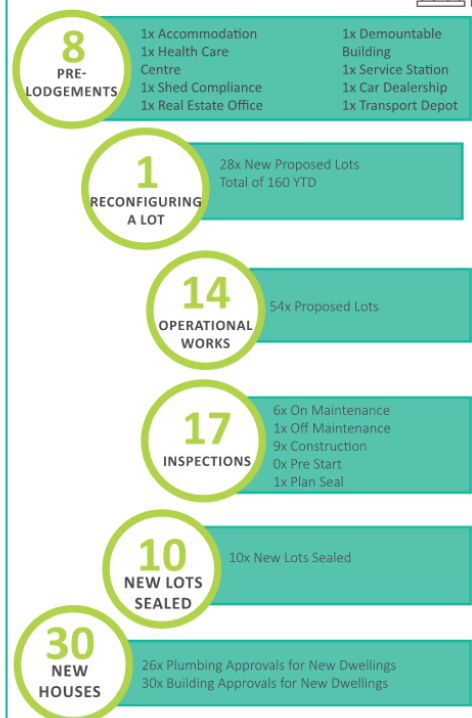 8
PRE-
LODGEMENTS
1x Accommodation
1x Health Care
Centre
1x Shed Compliance
1x Real Estate Office
1x Demountable
Building
1x Service Station
1x Car Dealership
1x Transport Depot
1
RECONFIGURING
A LOT
28x New Proposed Lots
Total of 160 YTD
14
OPERATIONAL
WORKS
54x Proposed Lots
17
INSPECTIONS
6x On Maintenance
1x Off Maintenance
9x Construction
0x Pre Start
1x Plan Seal
10
NEW LOTS
SEALED
10x New Lots Sealed
30
NEW
HOUSES
26x Plumbing Approvals for New Dwellings
30x Building Approvals for New Dwellings